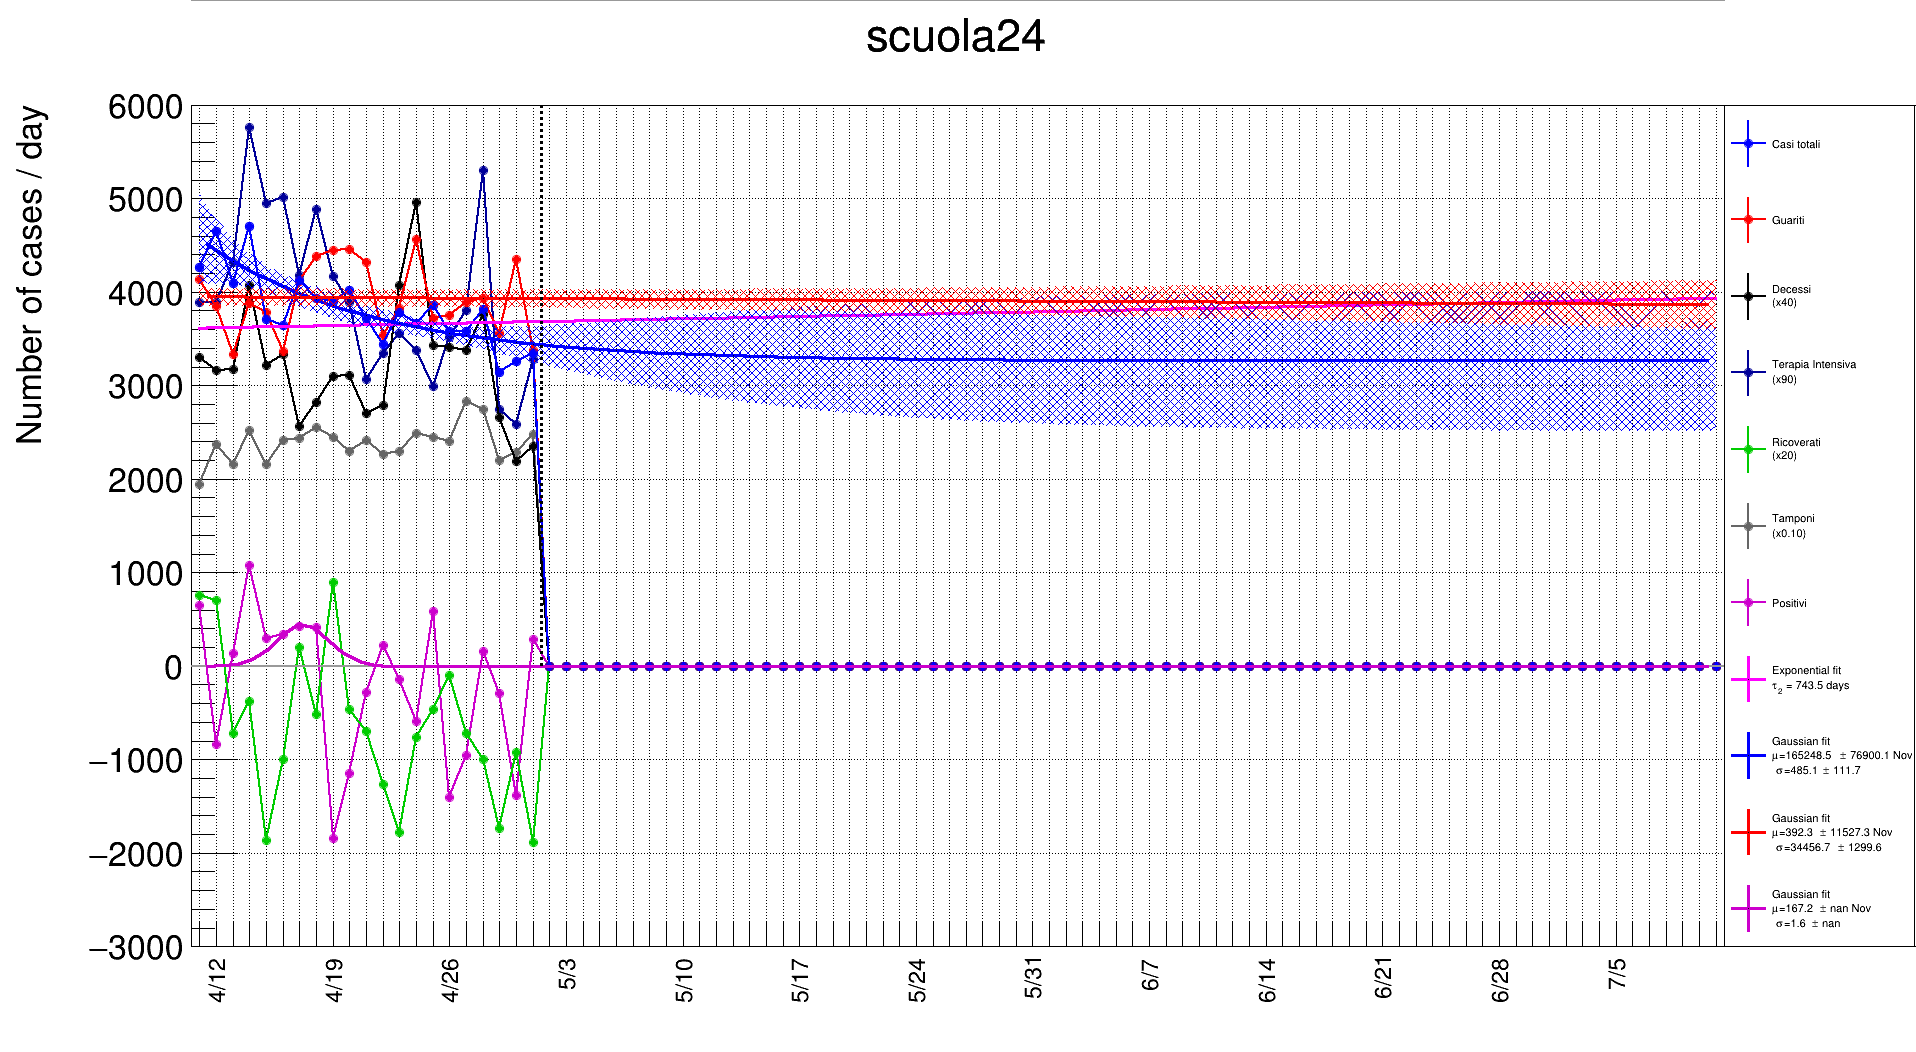 scuola24
Number of cases / day
6000
5000
4000
3000
2000
1000
0
−1000
−2000
−3000
4/12
4/19
4/26
5/3
5/10
5/17
5/24
5/31
6/7
6/14
6/21
6/28
7/5
Casi totali
Guariti
Decessi
(x40)
Terapia Intensiva
(x90)
Ricoverati
(x20)
Tamponi
(x0.10)
Positivi
Exponential fit
τ2 = 743.5 days
Gaussian fit
μ=165248.5 ± 76900.1 Nov
σ=485.1 ± 111.7
Gaussian fit
μ=392.3 ± 11527.3 Nov
σ=34456.7 ± 1299.6
Gaussian fit
μ=167.2 ± nan Nov
σ=1.6 ± nan